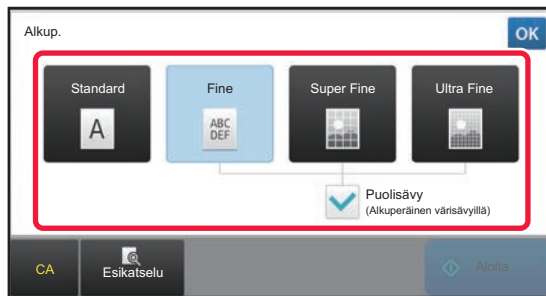 Alkup.
OK
Standard
Fine
Super Fine
Ultra Fine
A
ABC
DEF
Puolisävy
(Alkuperäinen värisävyillä)
CA
Esikatselu
Aloita